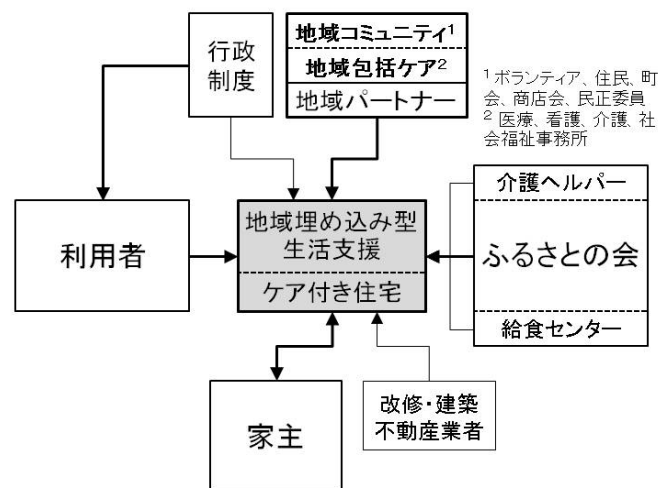 行政
制度
地域コミュニティ¹
地域包括ケア²
地域パートナー
¹ ボランティア、住民、町
会、商店会、民正委員
² 医療、看護、介護、社
会福祉事務所
利用者
地域埋め込み型
生活支援
ケア付き住宅
介護ヘルパー
ふるさとの会
給食センター
家主
改修・建築
不動産業者